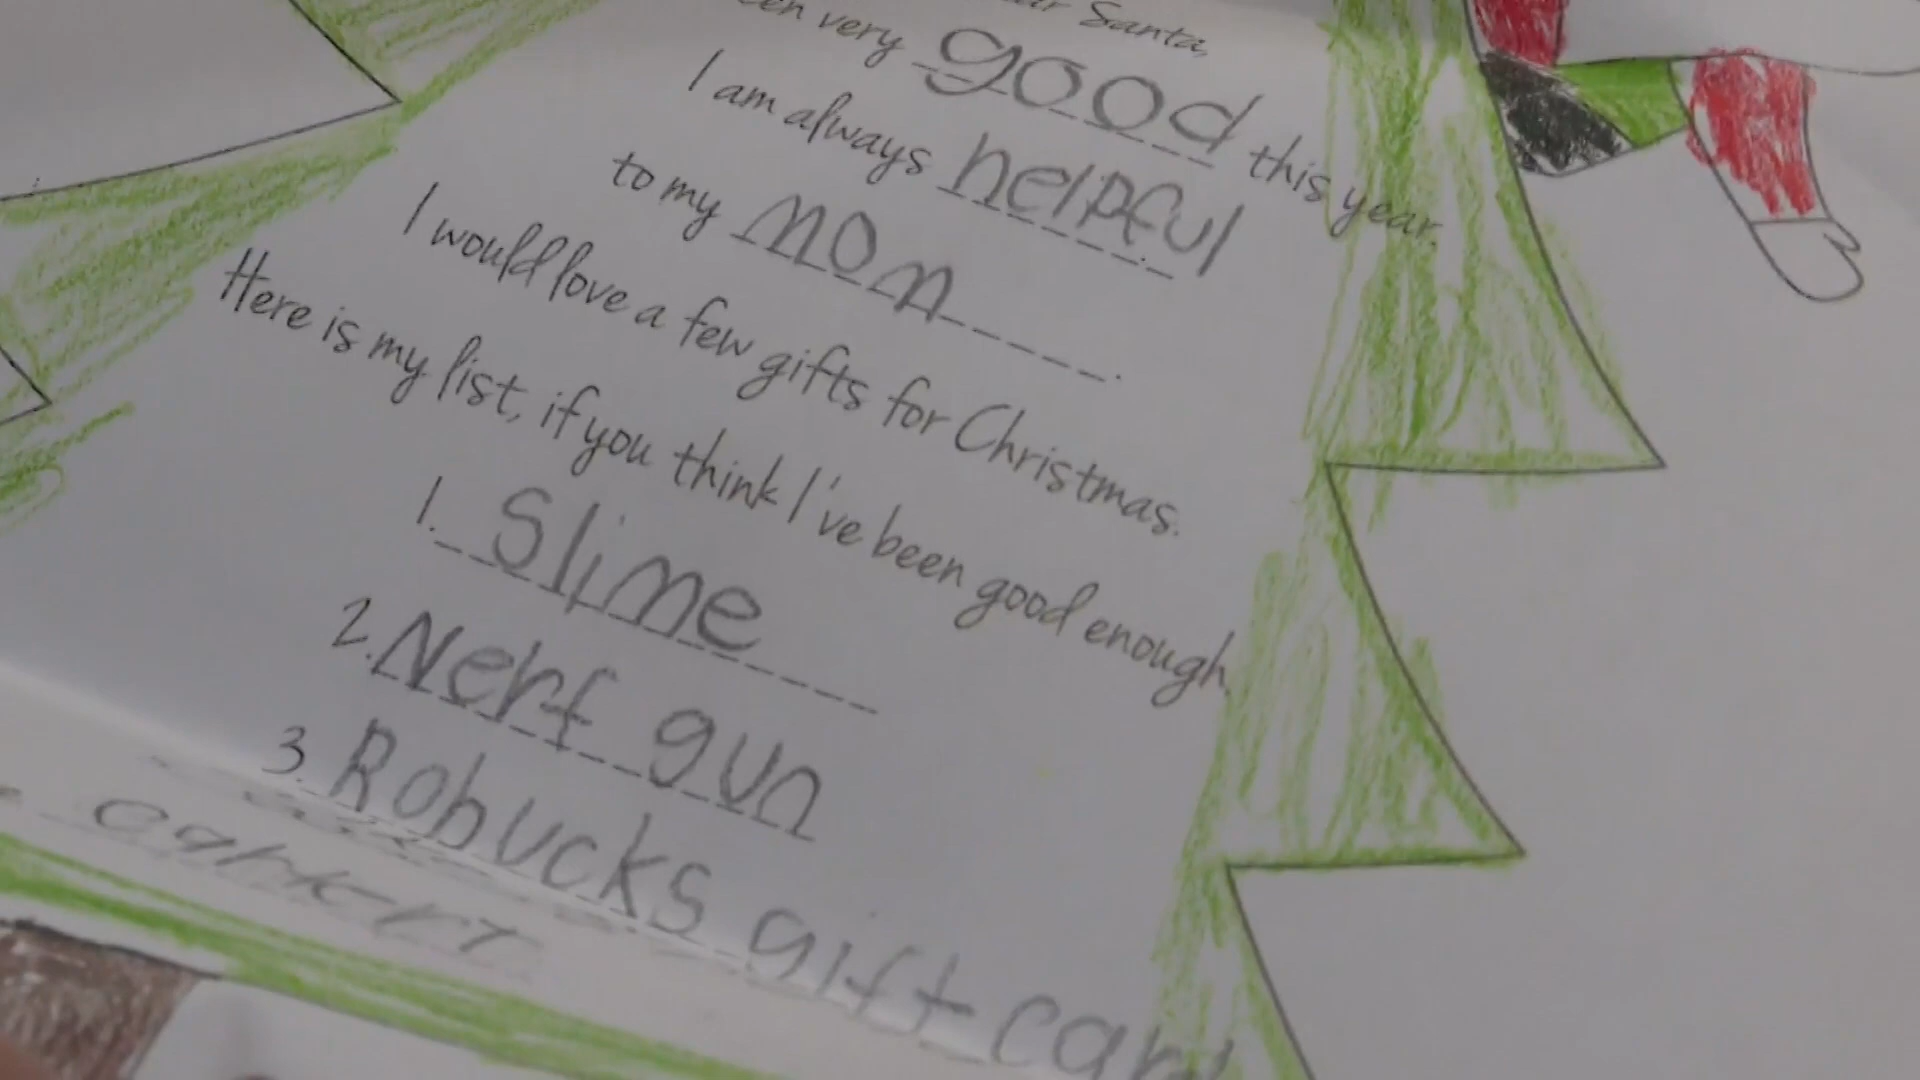 Santa,
very good this year.
I am always helpful
to my mom
I would love a few gifts for Christmas.
Here is my list, if you think I've been good enough
1. Slime
2. Nerf gun
3. Robucks gift card